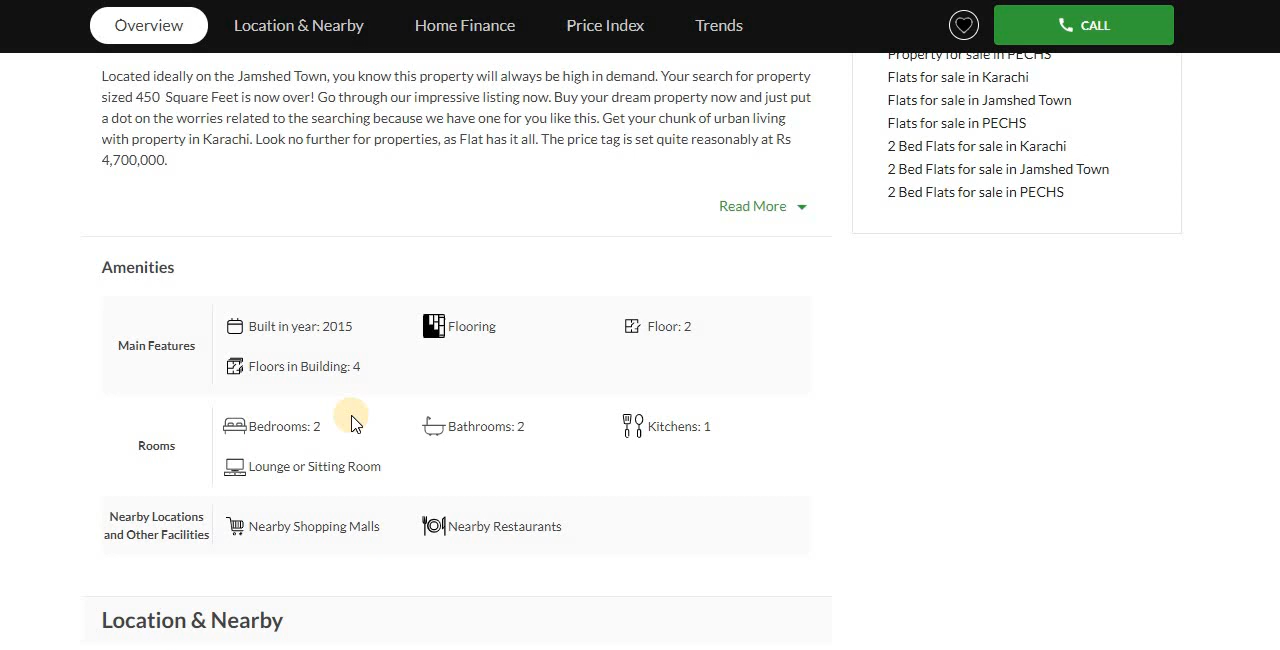 Overview
Location & Nearby
Home Finance
Price Index
Trends
CALL
Located ideally on the Jamshed Town, you know this property will always be high in demand. Your search for property
sized 450 Square Feet is now over! Go through our impressive listing now. Buy your dream property now and just put
a dot on the worries related to the searching because we have one for you like this. Get your chunk of urban living
with property in Karachi. Look no further for properties, as Flat has it all. The price tag is set quite reasonably at Rs
4,700,000.
Read More
Property for sale in PECHS
Flats for sale in Karachi
Flats for sale in Jamshed Town
Flats for sale in PECHS
2 Bed Flats for sale in Karachi
2 Bed Flats for sale in Jamshed Town
2 Bed Flats for sale in PECHS
Amenities
Main Features
Built in year: 2015
Flooring
Floor: 2
Floors in Building: 4
Rooms
Bedrooms: 2
Bathrooms: 2
Kitchens: 1
Lounge or Sitting Room
Nearby Locations
and Other Facilities
Nearby Shopping Malls
Nearby Restaurants
Location & Nearby